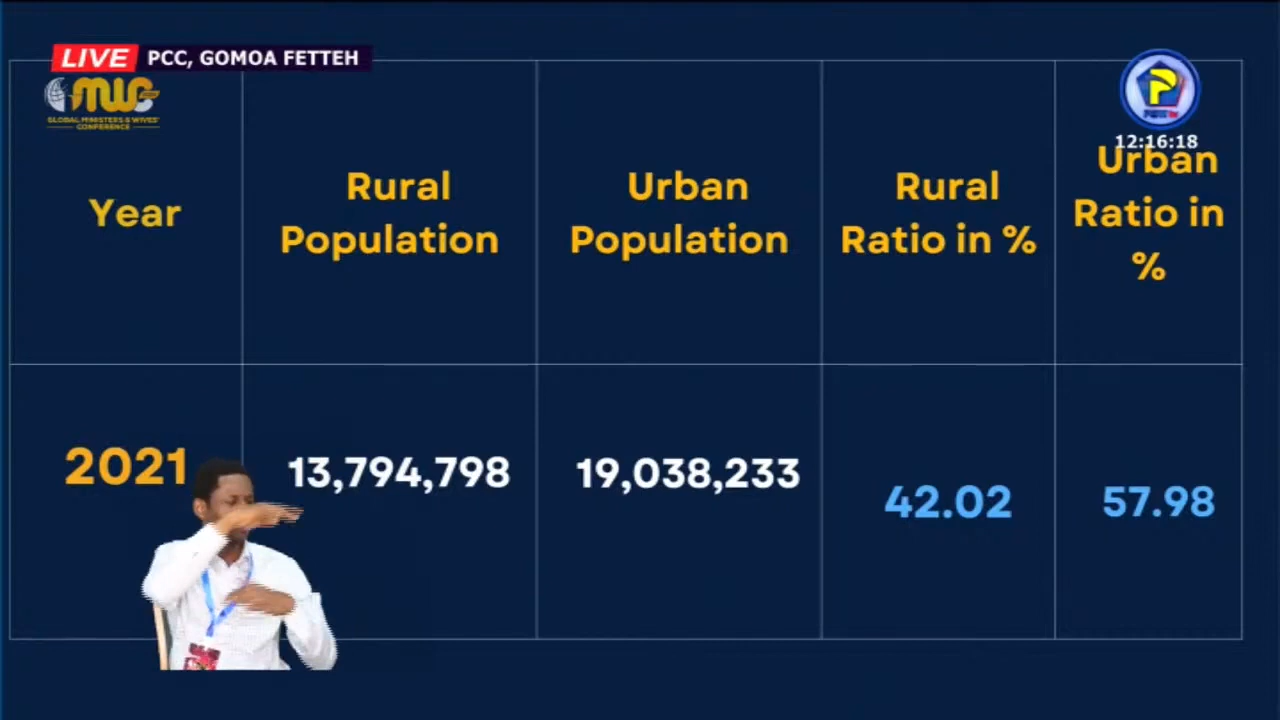 LIVE PCC, GOMOA FETTEH
GMWC
GLOBAL MINISTERS & WIVES'
CONFERENCE
12:16:18
Year
Rural
Population
Urban
Population
Rural
Ratio in %
Urban
Ratio in
%
2021
13,794,798
19,038,233
42.02
57.98